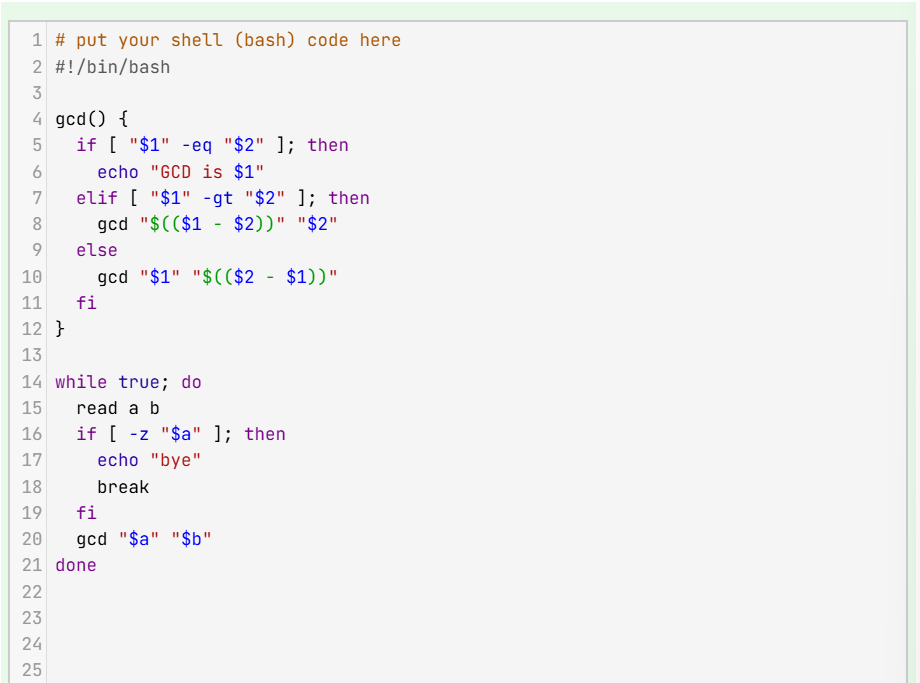 1 # put your shell (bash) code here
2 #!/bin/bash
3
4 gcd() {
5   if [ "$1" -eq "$2" ]; then
6     echo "GCD is $1"
7   elif [ "$1" -gt "$2" ]; then
8     gcd "$(($1 - $2))" "$2"
9   else
10     gcd "$1" "$(($2 - $1))"
11   fi
12 }
13
14 while true; do
15   read a b
16   if [ -z "$a" ]; then
17     echo "bye"
18     break
19   fi
20   gcd "$a" "$b"
21 done
22
23
24
25